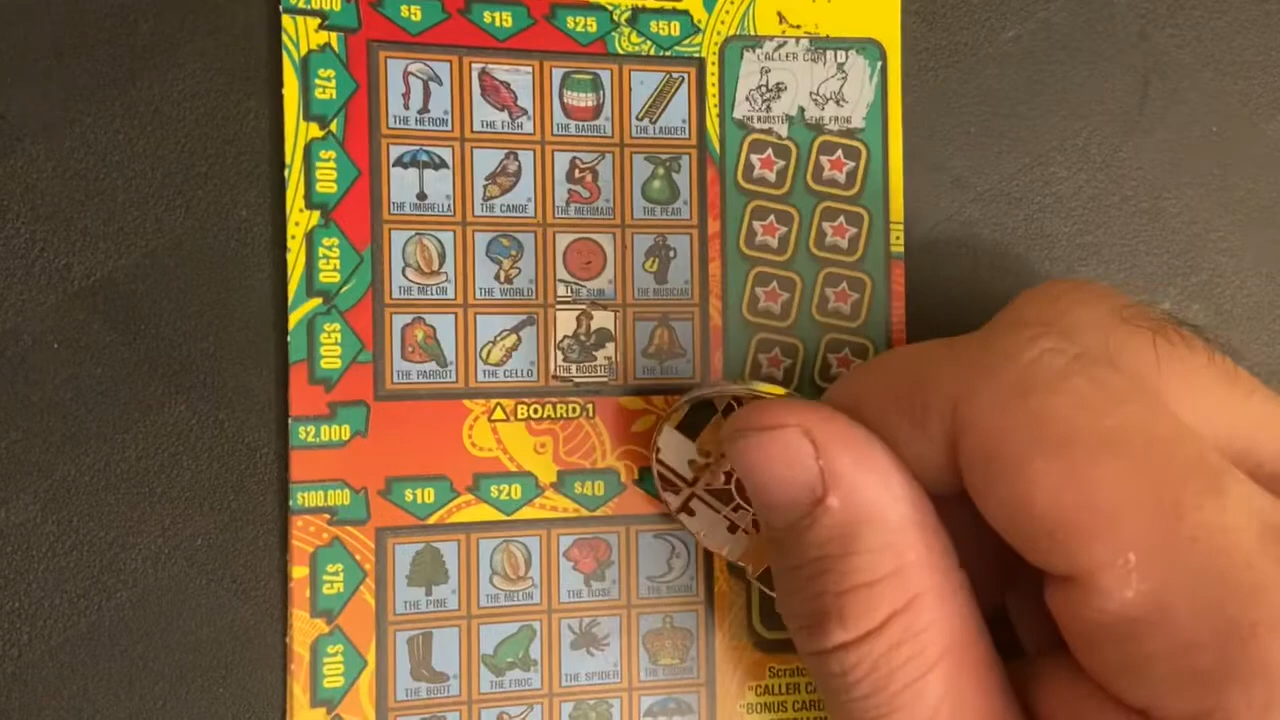 $2,000 $5 $15 $25 $50
$75
$100
$250
$500
$2,000
THE HERON THE FISH THE BARREL THE LADDER
THE UMBRELLA THE CANOE THE MERMAID THE PEAR
THE MELON THE WORLD THE SUN THE MUSICIAN
THE PARROT THE CELLO THE ROOSTER THE BELL
CALLER CARD
THE ROOSTER THE FROG
BOARD 1
$100,000 $10 $20 $40
$75
$100
THE PINE THE MELON THE ROSE THE MOON
THE BOOT THE FROG THE SPIDER THE CROWN
Scratch
"CALLER CA
"BONUS CARD